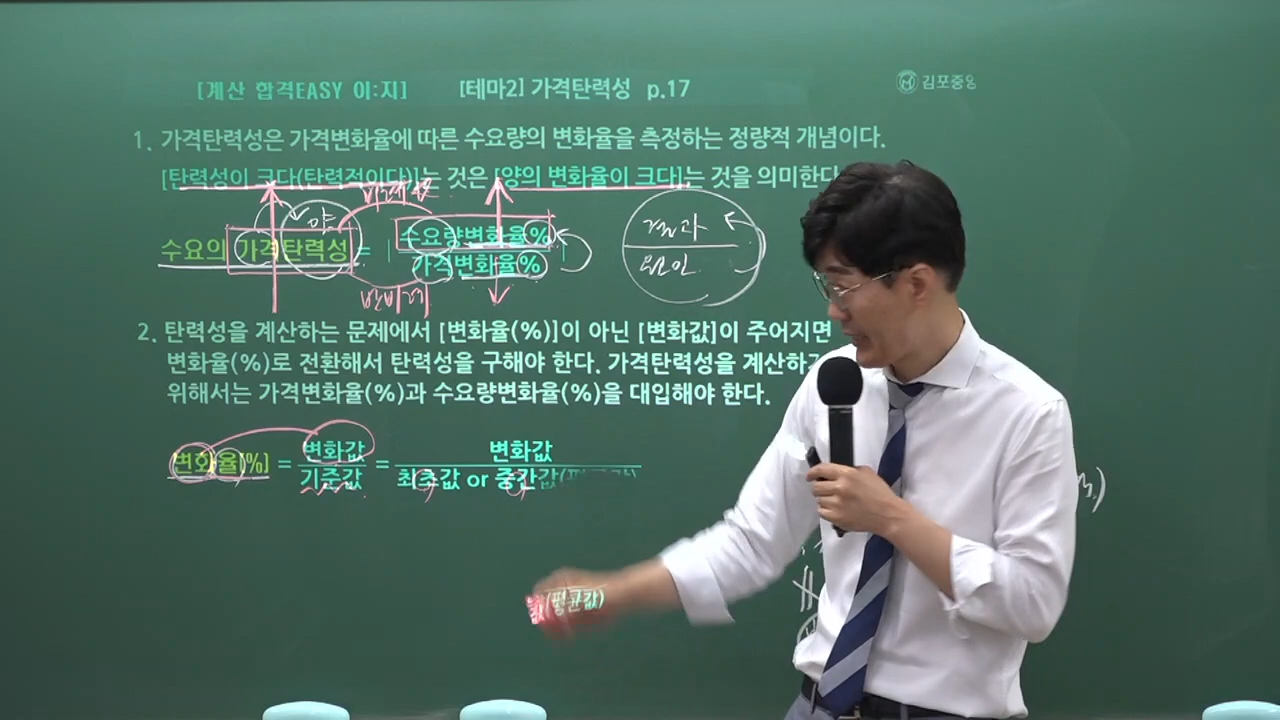 [계산 합격EASY 이:지] [테마2] 가격탄력성 p.17
김포중앙
1. 가격탄력성은 가격변화율에 따른 수요량의 변화율을 측정하는 정량적 개념이다.
[탄력성이 크다(탄력적이다)]는 것은 [양의 변화율이 크다]는 것을 의미한다
비례
양
결과
수요의 가격탄력성 = | 수요량변화율% / 가격변화율% |
원인
반비례
2. 탄력성을 계산하는 문제에서 [변화율(%)]이 아닌 [변화값]이 주어지면
변화율(%)로 전환해서 탄력성을 구해야 한다. 가격탄력성을 계산하기
위해서는 가격변화율(%)과 수요량변화율(%)을 대입해야 한다.
변화율[%] = 변화값 / 기준값 = 변화값 / 최초값 or 중간값(평균값)
값(평균값)